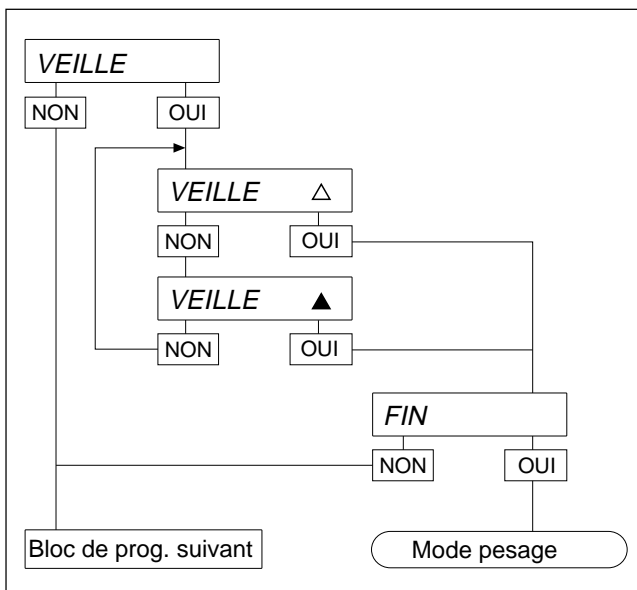 VEILLE
NON OUI
VEILLE △
NON OUI
VEILLE ▲
NON OUI
FIN
NON OUI
Bloc de prog. suivant Mode pesage